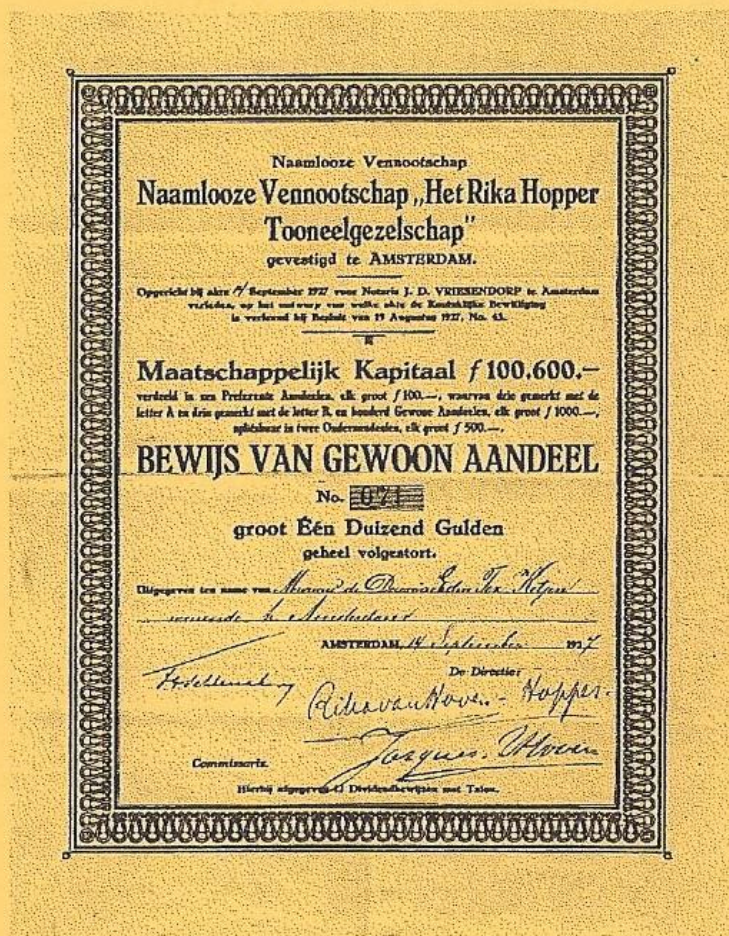 Naamlooze Vennootschap
Naamlooze Vennootschap „Het Rika Hopper
Tooneelgezelschap"
gevestigd te AMSTERDAM.
Opgericht bij akte 14 September 1927 voor Notaris J. D. VRIESENDORP te Amsterdam
verleden, op het ontwerp van welke akte de Koninklijke Bewilliging
is verleend bij Besluit van 19 Augustus 1927, No. 43.
Maatschappelijk Kapitaal ƒ 100.600.—
verdeeld in zes Preferente Aandeelen, elk groot ƒ 100.—, waarvan drie gemerkt met de
letter A en drie gemerkt met de letter B, en honderd Gewone Aandeelen, elk groot ƒ 1000.—,
splitsbaar in twee Onderaandeelen, elk groot ƒ 500.—.
BEWIJS VAN GEWOON AANDEEL
No. 071
groot Één Duizend Gulden
geheel volgestort.
Uitgegeven ten name van de
te Amsterdam
AMSTERDAM, 14 September 1927
De Directie:
Rika van Hoven - Hopper.
Jacques v Hoven
Commissaris.
Hierbij afgegeven 12 Dividendbewijzen met Talon.